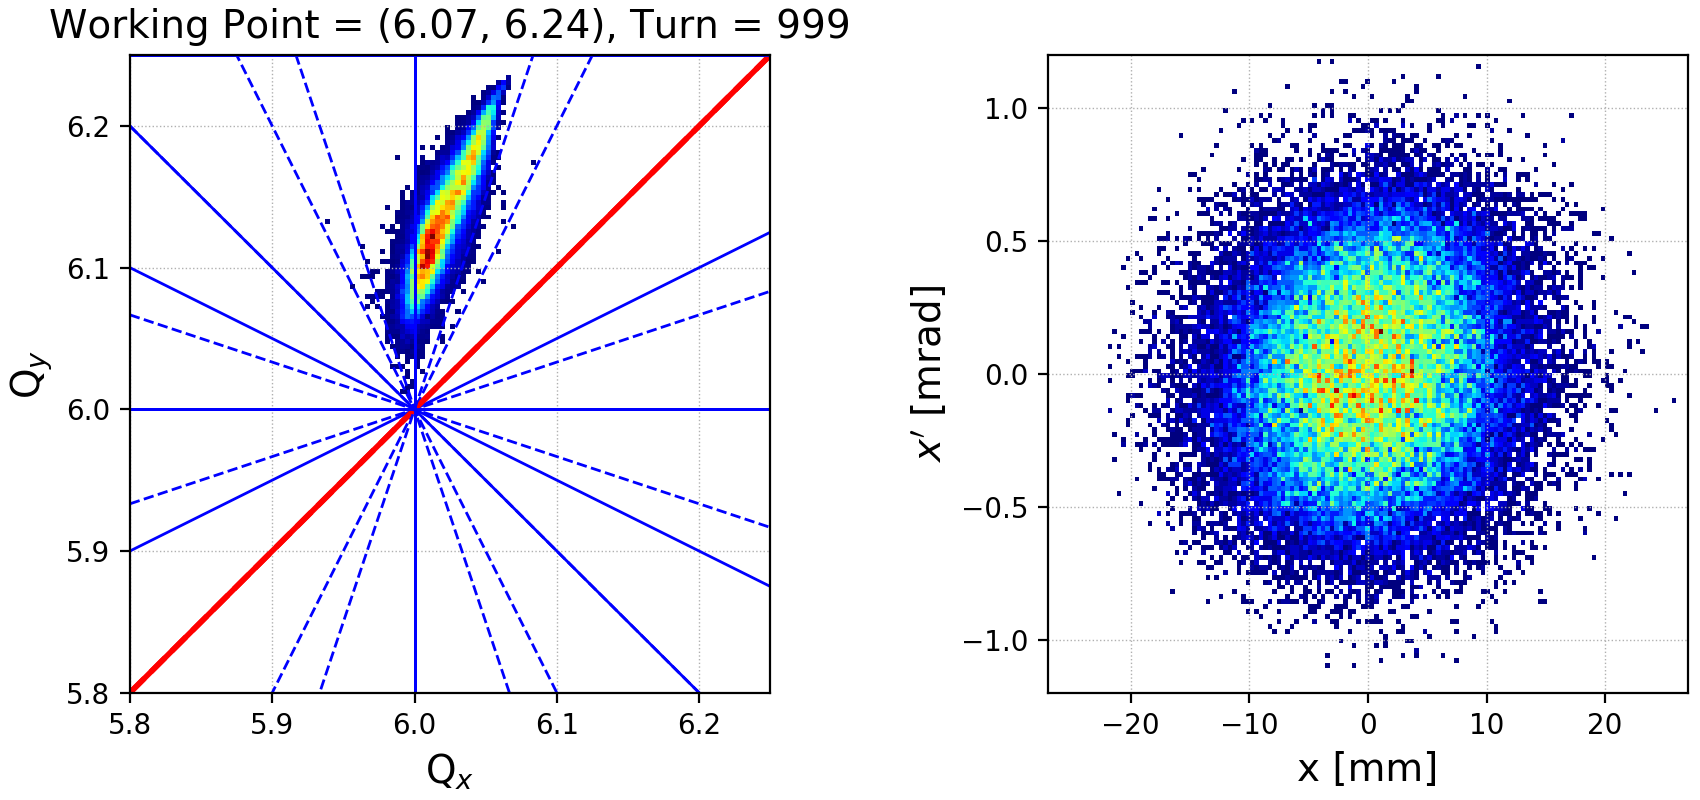 Working Point = (6.07, 6.24), Turn = 999
6.2
6.1
6.0
5.9
5.8
Q_y
5.8 5.9 6.0 6.1 6.2
Q_x
1.0
0.5
0.0
−0.5
−1.0
x′ [mrad]
−20 −10 0 10 20
x [mm]